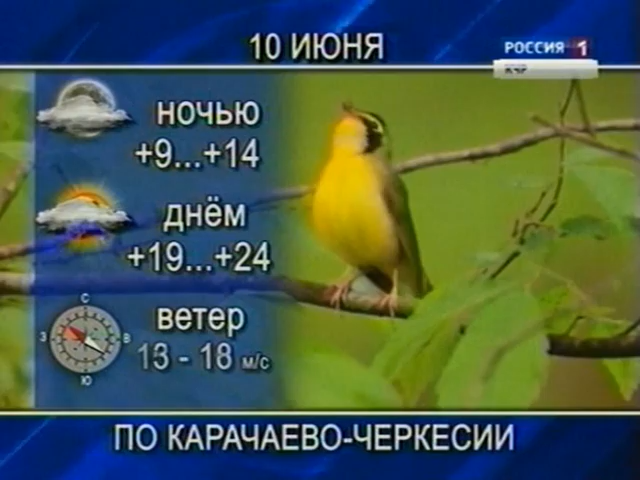 10 ИЮНЯ
РОССИЯ 1
КЧР
ночью
+9...+14
днём
+19...+24
ветер
С
З В
Ю
13 - 18 м/с
ПО КАРАЧАЕВО-ЧЕРКЕСИИ